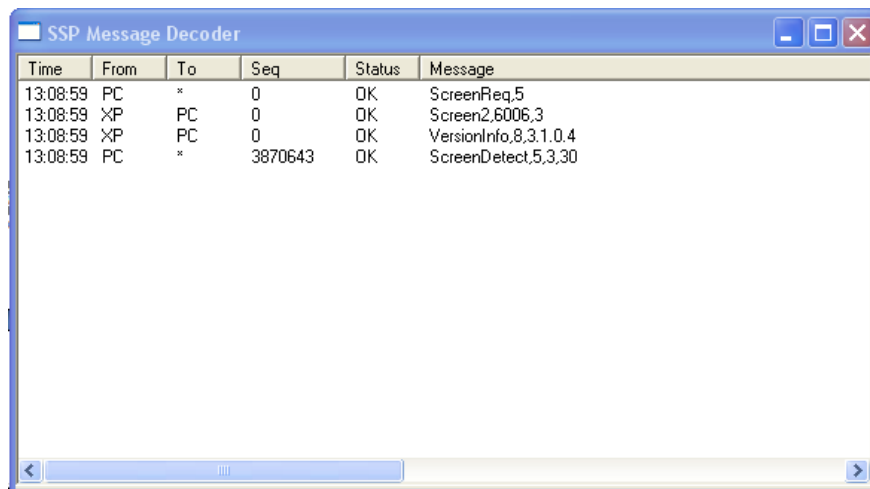 SSP Message Decoder
Time From To Seq Status Message
13:08:59 PC * 0 OK ScreenReq,5
13:08:59 XP PC 0 OK Screen2,6006,3
13:08:59 XP PC 0 OK VersionInfo,8,3.1.0.4
13:08:59 PC * 3870643 OK ScreenDetect,5,3,30